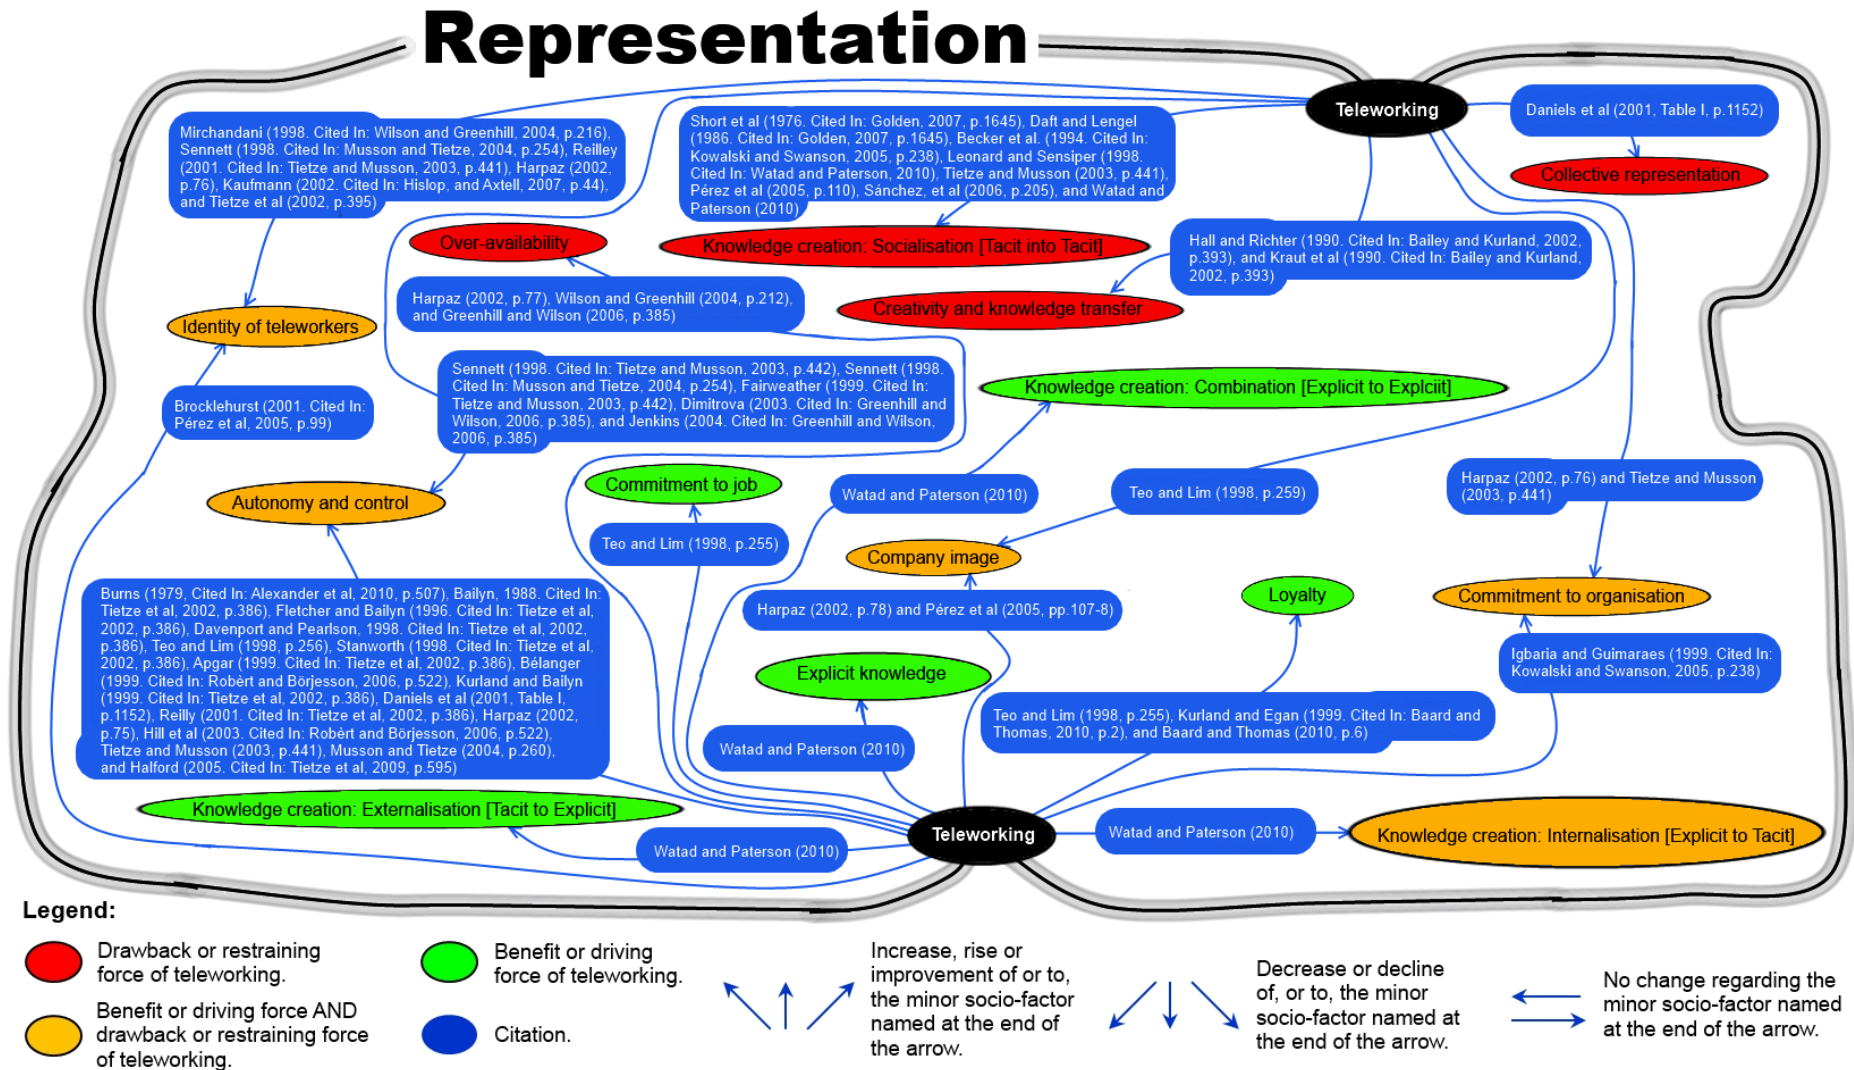 Representation
Teleworking
Daniels et al (2001, Table I, p.1152)
Collective representation
Mirchandani (1998. Cited In: Wilson and Greenhill, 2004, p.216),
Sennett (1998. Cited In: Musson and Tietze, 2004, p.254), Reilley
(2001. Cited In: Tietze and Musson, 2003, p.441), Harpaz (2002,
p.76), Kaufmann (2002. Cited In: Hislop, and Axtell, 2007, p.44),
and Tietze et al (2002, p.395)
Short et al (1976. Cited In: Golden, 2007, p.1645), Daft and Lengel
(1986. Cited In: Golden, 2007, p.1645), Becker et al. (1994. Cited In:
Kowalski and Swanson, 2005, p.238), Leonard and Sensiper (1998.
Cited In: Watad and Paterson, 2010), Tietze and Musson (2003, p.441),
Pérez et al (2005, p.110), Sánchez, et al (2006, p.205), and Watad and
Paterson (2010)
Over-availability
Knowledge creation: Socialisation [Tacit into Tacit]
Hall and Richter (1990. Cited In: Bailey and Kurland, 2002,
p.393), and Kraut et al (1990. Cited In: Bailey and Kurland,
2002, p.393)
Harpaz (2002, p.77), Wilson and Greenhill (2004, p.212),
and Greenhill and Wilson (2006, p.385)
Creativity and knowledge transfer
Identity of teleworkers
Sennett (1998. Cited In: Tietze and Musson, 2003, p.442), Sennett (1998.
Cited In: Musson and Tietze, 2004, p.254), Fairweather (1999. Cited In:
Tietze and Musson, 2003, p.442), Dimitrova (2003. Cited In: Greenhill and
Wilson, 2006, p.385), and Jenkins (2004. Cited In: Greenhill and Wilson,
2006, p.385)
Knowledge creation: Combination [Explicit to Explciit]
Brocklehurst (2001. Cited In:
Pérez et al, 2005, p.99)
Autonomy and control
Commitment to job
Watad and Paterson (2010)
Teo and Lim (1998, p.259)
Harpaz (2002, p.76) and Tietze and Musson
(2003, p.441)
Teo and Lim (1998, p.255)
Company image
Burns (1979, Cited In: Alexander et al, 2010, p.507), Bailyn, 1988. Cited In:
Tietze et al, 2002, p.386), Fletcher and Bailyn (1996. Cited In: Tietze et al,
2002, p.386), Davenport and Pearlson, 1998. Cited In: Tietze et al, 2002,
p.386), Teo and Lim (1998, p.256), Stanworth (1998. Cited In: Tietze et al,
2002, p.386), Apgar (1999. Cited In: Tietze et al, 2002, p.386), Bélanger
(1999. Cited In: Robèrt and Börjesson, 2006, p.522), Kurland and Bailyn
(1999. Cited In: Tietze et al, 2002, p.386), Daniels et al (2001, Table I,
p.1152), Reilly (2001. Cited In: Tietze et al, 2002, p.386), Harpaz (2002,
p.75), Hill et al (2003. Cited In: Robèrt and Börjesson, 2006, p.522),
Tietze and Musson (2003, p.441), Musson and Tietze (2004, p.260),
and Halford (2005. Cited In: Tietze et al, 2009, p.595)
Harpaz (2002, p.78) and Pérez et al (2005, pp.107-8)
Loyalty
Commitment to organisation
Igbaria and Guimaraes (1999. Cited In:
Kowalski and Swanson, 2005, p.238)
Explicit knowledge
Teo and Lim (1998, p.255), Kurland and Egan (1999. Cited In: Baard and
Thomas, 2010, p.2), and Baard and Thomas (2010, p.6)
Watad and Paterson (2010)
Knowledge creation: Externalisation [Tacit to Explicit]
Watad and Paterson (2010)
Teleworking
Watad and Paterson (2010)
Knowledge creation: Internalisation [Explicit to Tacit]
Legend:
Drawback or restraining
force of teleworking.
Benefit or driving force AND
drawback or restraining force
of teleworking.
Benefit or driving
force of teleworking.
Citation.
Increase, rise or
improvement of or to,
the minor socio-factor
named at the end of
the arrow.
Decrease or decline
of, or to, the minor
socio-factor named at
the end of the arrow.
No change regarding the
minor socio-factor named
at the end of the arrow.